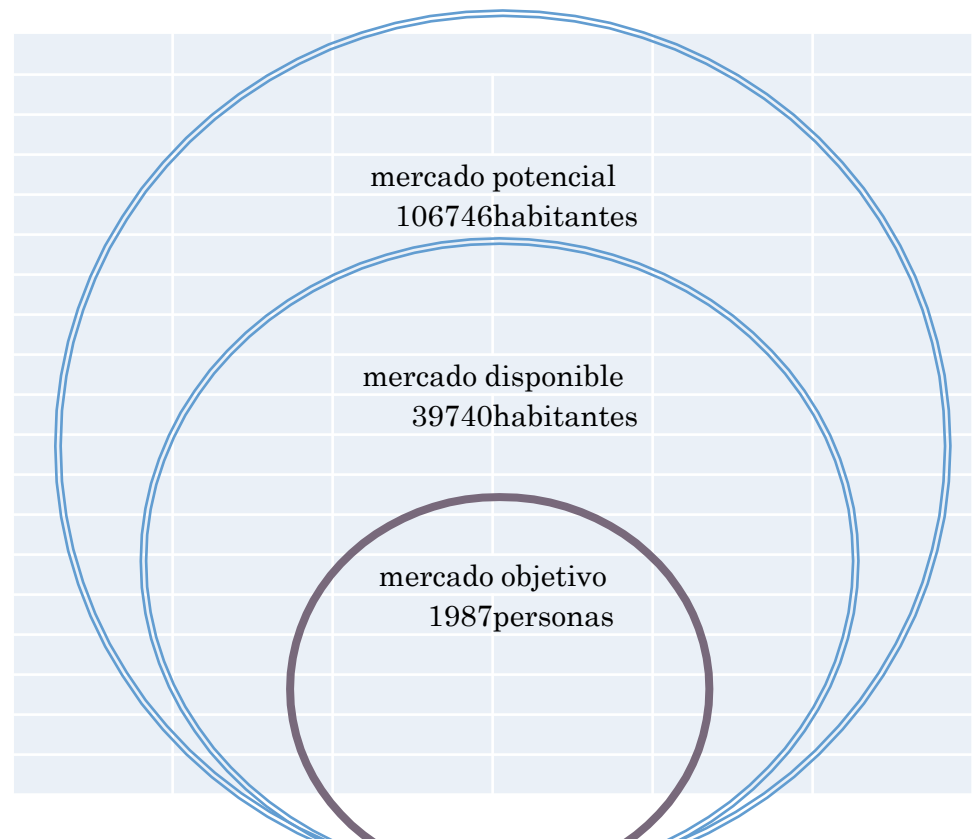 mercado potencial
106746habitantes
mercado disponible
39740habitantes
mercado objetivo
1987personas